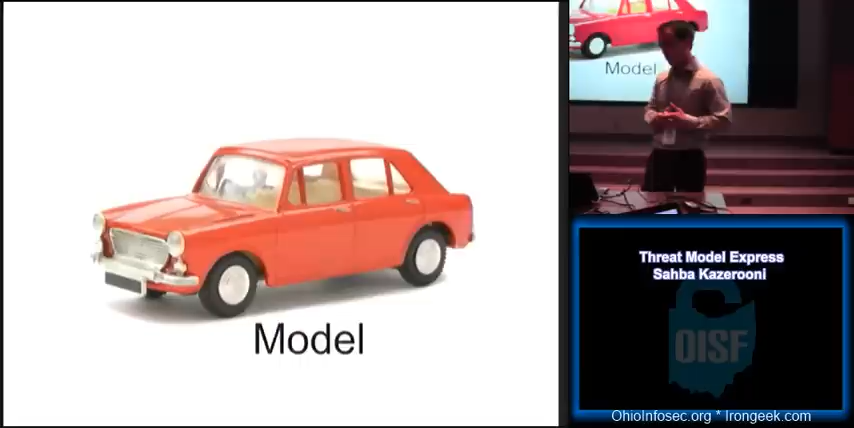 Model
Model
Threat Model Express
Sahba Kazerooni
OISF
OhioInfosec.org * Irongeek.com